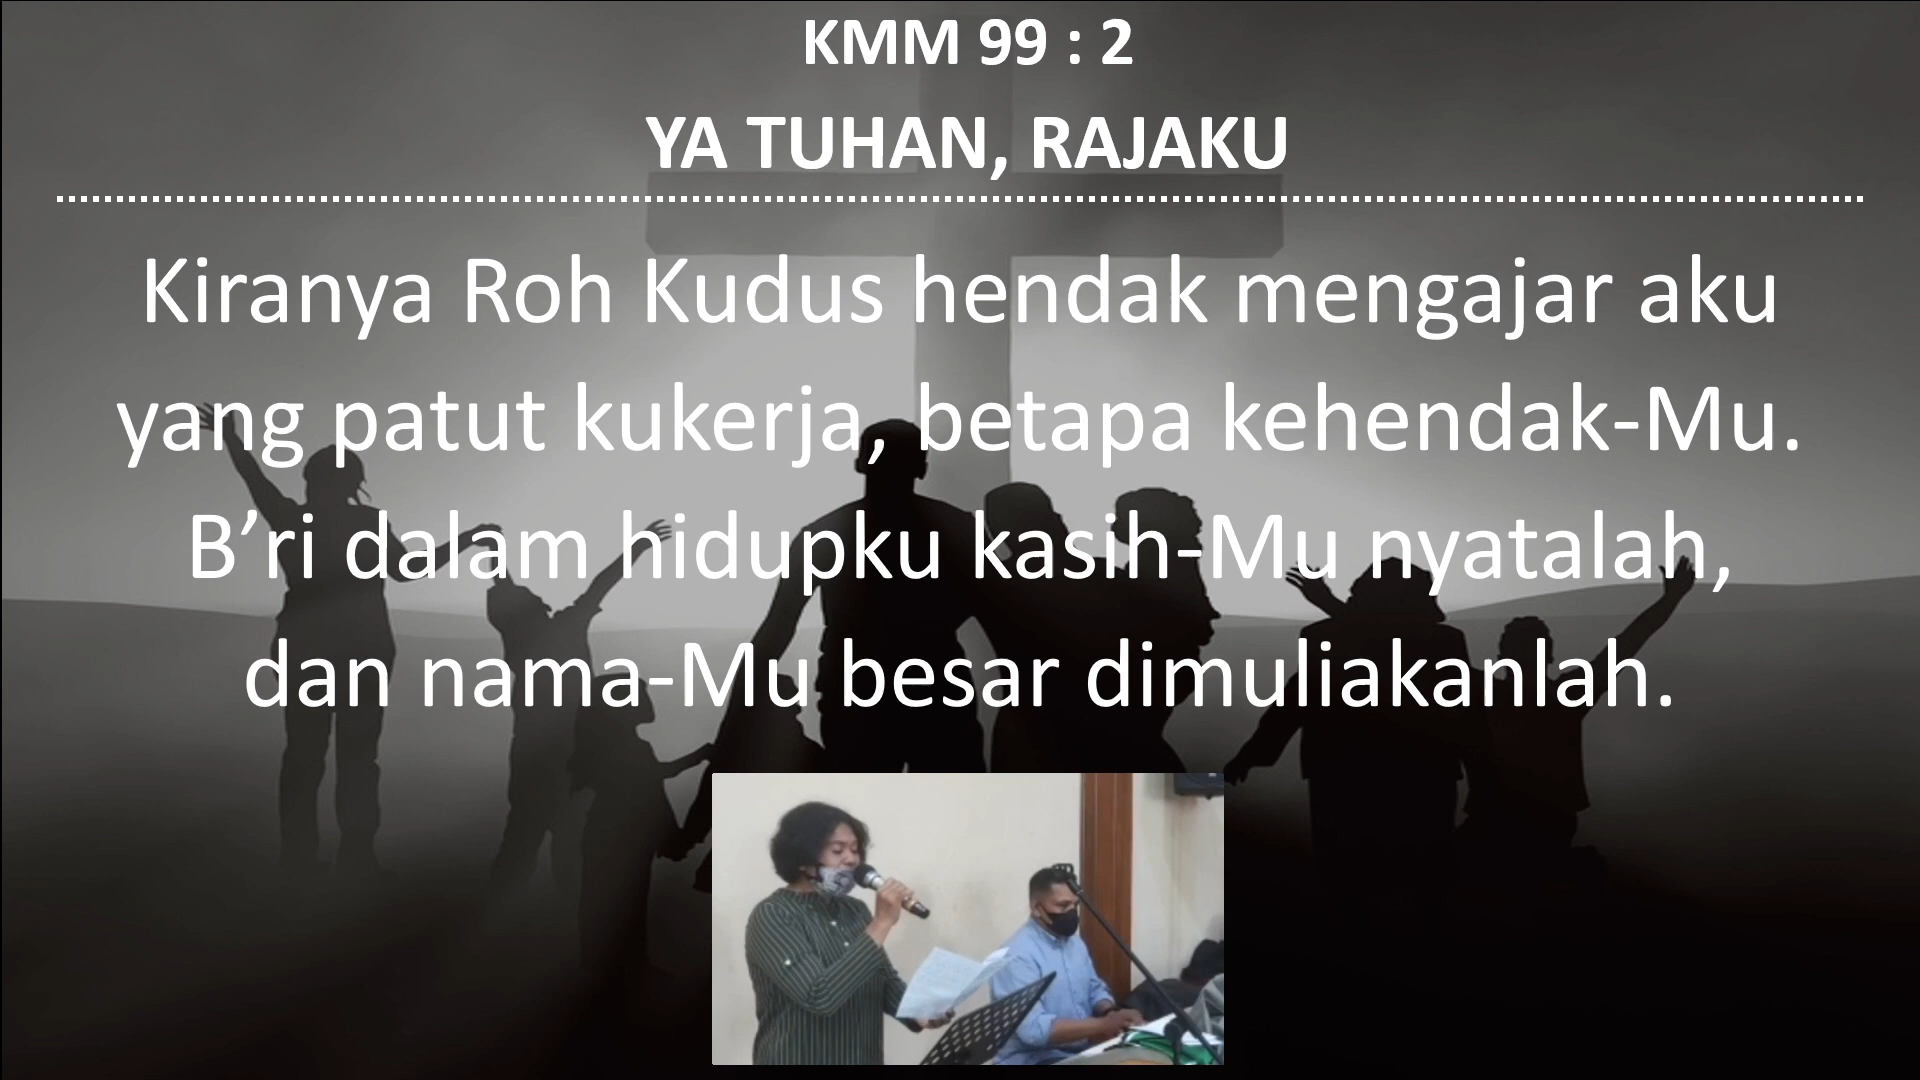 KMM 99 : 2
YA TUHAN, RAJAKU
Kiranya Roh Kudus hendak mengajar aku
yang patut kukerja, betapa kehendak-Mu.
B’ri dalam hidupku kasih-Mu nyatalah,
dan nama-Mu besar dimuliakanlah.